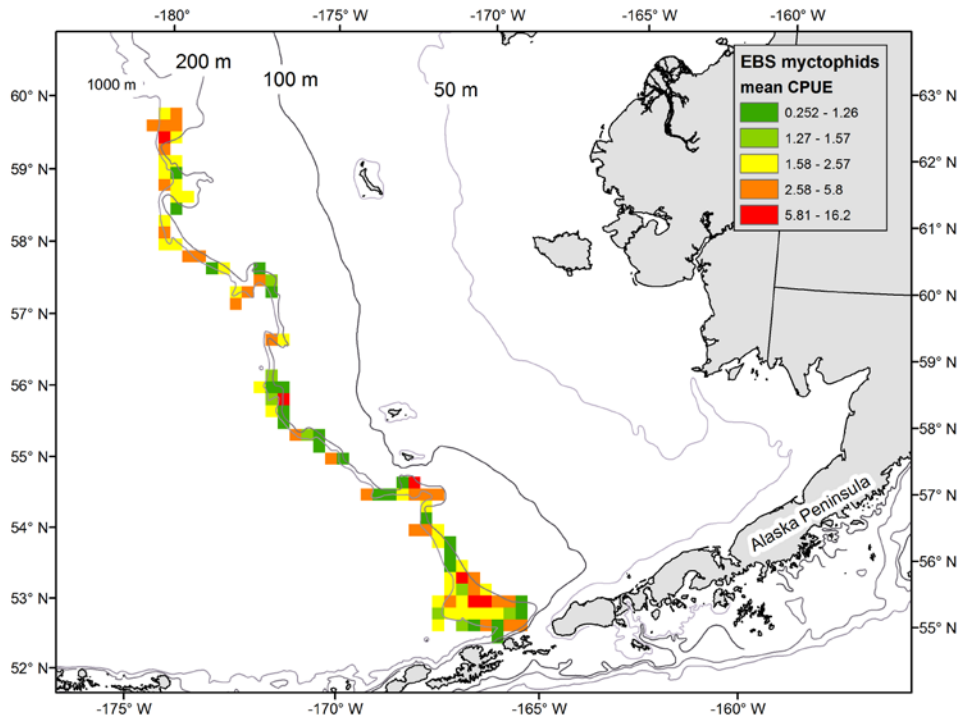 -180° -175° W -170° W -165° W -160° W
1000 m
200 m
100 m
50 m
EBS myctophids
mean CPUE
0.252 - 1.26
1.27 - 1.57
1.58 - 2.57
2.58 - 5.8
5.81 - 16.2
60° N
59° N
58° N
57° N
56° N
55° N
54° N
53° N
52° N
63° N
62° N
61° N
60° N
59° N
58° N
57° N
56° N
55° N
Alaska Peninsula
-175° W -170° W -165° W -160° W